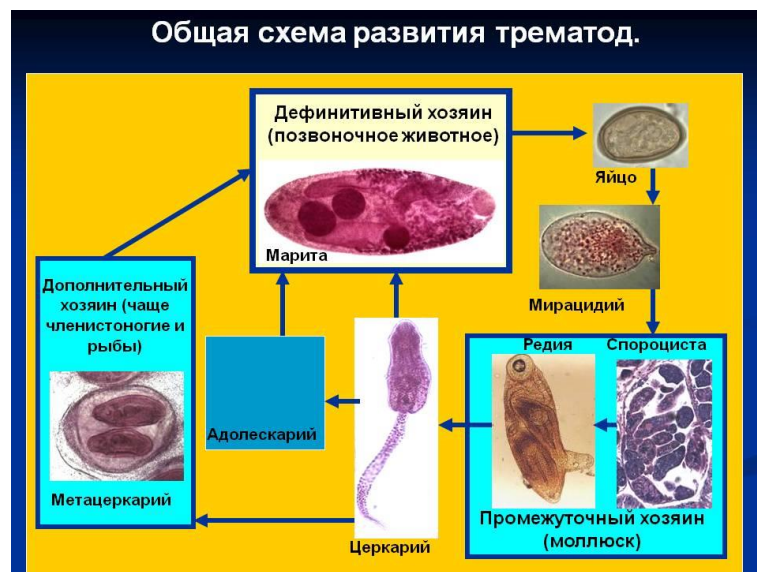 Общая схема развития трематод.
Дефинитивный хозяин
(позвоночное животное)
Марита
Яйцо
Мирацидий
Редия
Спороциста
Промежуточный хозяин
(моллюск)
Церкарий
Адолескарий
Дополнительный
хозяин (чаще
членистоногие и
рыбы)
Метацеркарий